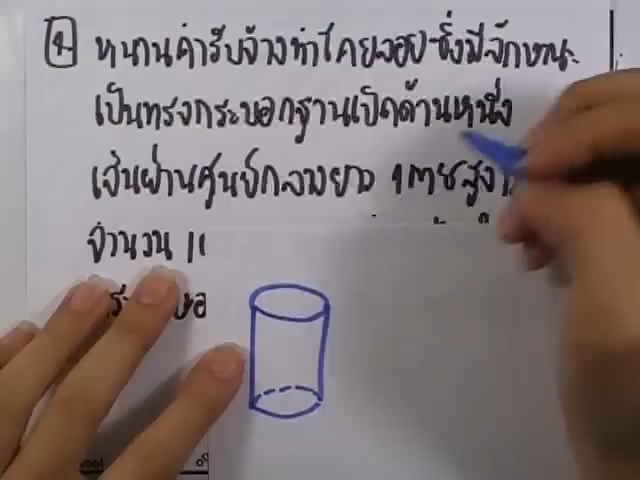 4. หนานคำรับจ้างทำโคมลอยซึ่งมีลักษณะ
เป็นทรงกระบอกฐานเปิดด้านหนึ่ง
เส้นผ่านศูนย์กลางยาว 1 เมตร สูง
จำนวน